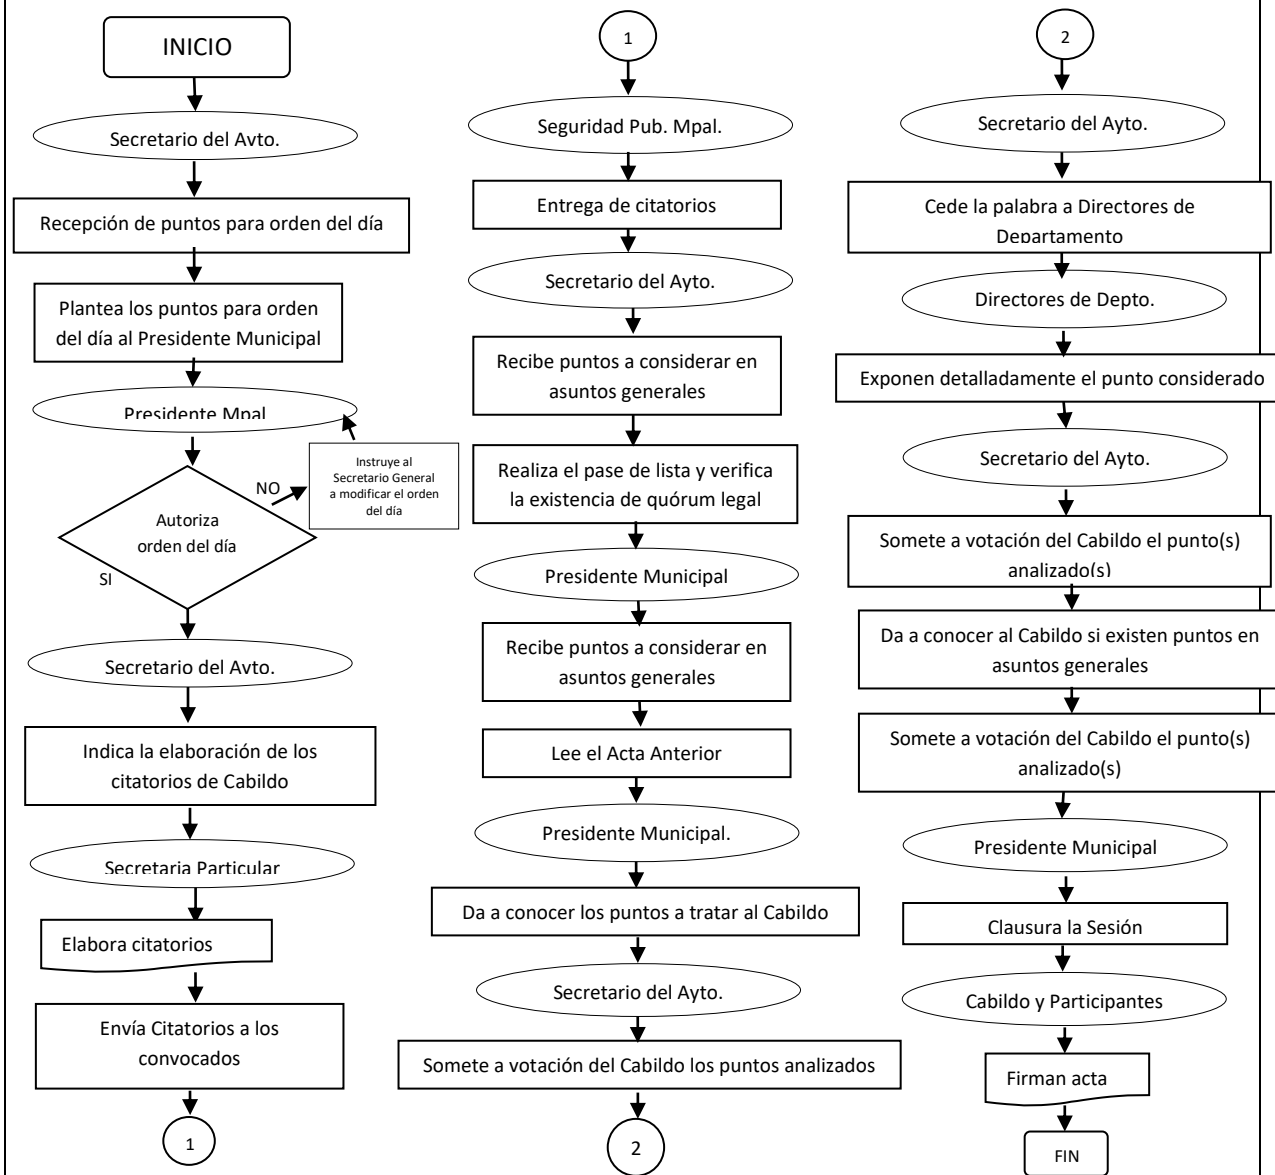 INICIO
Secretario del Avto.
Recepción de puntos para orden del día
Plantea los puntos para orden
del día al Presidente Municipal
Presidente Mpal
Instruye al
Secretario General
a modificar el orden
del día
NO
Autoriza
orden del día
SI
Secretario del Avto.
Indica la elaboración de los
citatorios de Cabildo
Secretaria Particular
Elabora citatorios
Envía Citatorios a los
convocados
1
1
Seguridad Pub. Mpal.
Entrega de citatorios
Secretario del Ayto.
Recibe puntos a considerar en
asuntos generales
Realiza el pase de lista y verifica
la existencia de quórum legal
Presidente Municipal
Recibe puntos a considerar en
asuntos generales
Lee el Acta Anterior
Presidente Municipal.
Da a conocer los puntos a tratar al Cabildo
Secretario del Ayto.
Somete a votación del Cabildo los puntos analizados
2
2
Secretario del Ayto.
Cede la palabra a Directores de
Departamento
Directores de Depto.
Exponen detalladamente el punto considerado
Secretario del Ayto.
Somete a votación del Cabildo el punto(s)
analizado(s)
Da a conocer al Cabildo si existen puntos en
asuntos generales
Somete a votación del Cabildo el punto(s)
analizado(s)
Presidente Municipal
Clausura la Sesión
Cabildo y Participantes
Firman acta
FIN